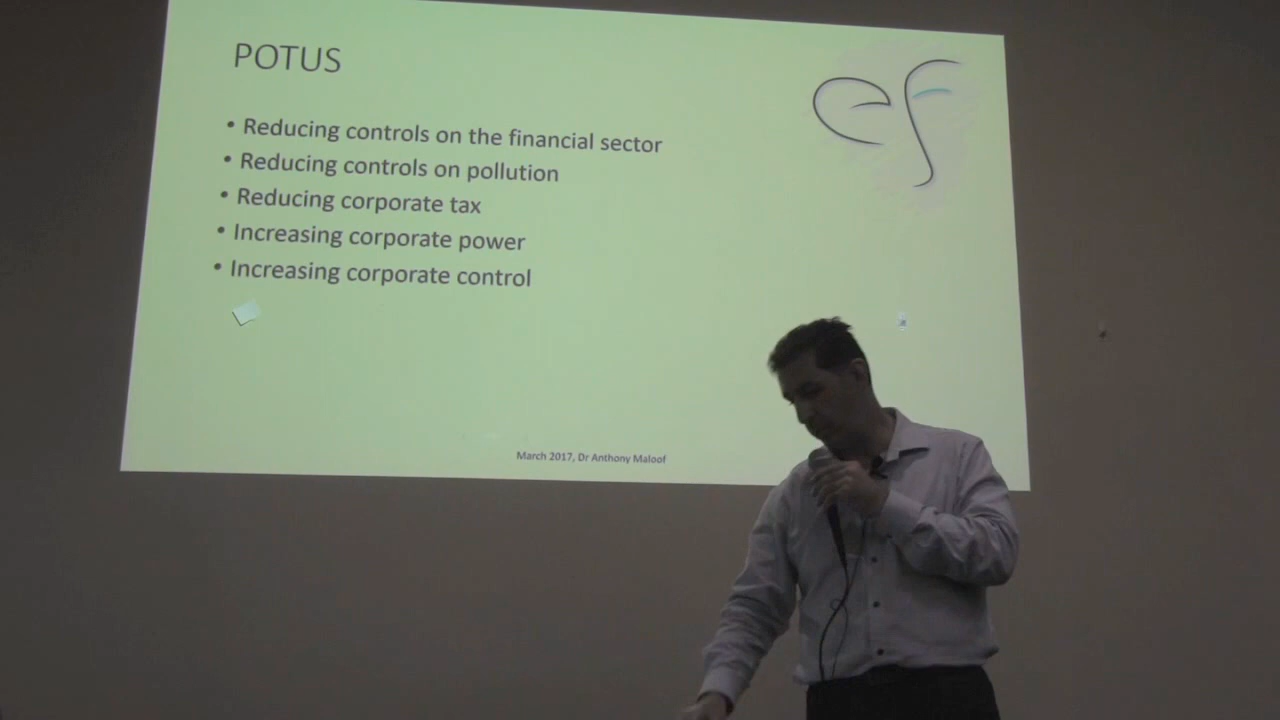 POTUS
ef
• Reducing controls on the financial sector
• Reducing controls on pollution
• Reducing corporate tax
• Increasing corporate power
• Increasing corporate control
March 2017, Dr Anthony Maloof